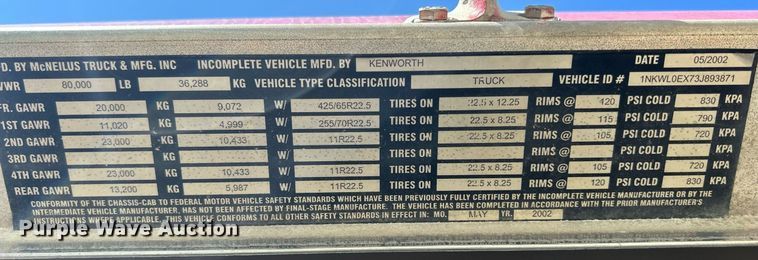 D. BY McNEILUS TRUCK & MFG. INC INCOMPLETE VEHICLE MFD. BY KENWORTH DATE 05/2002
VWR 80,000 LB 36,288 KG VEHICLE TYPE CLASSIFICATION TRUCK VEHICLE ID # 1NKWL0EX73J893871
FR. GAWR 20,000 KG 9,072 W/ 425/65R22.5 TIRES ON 22.5 x 12.25 RIMS @ 120 PSI COLD 830 KPA
1ST GAWR 11,020 KG 4,999 W/ 255/70R22.5 TIRES ON 22.5 x 8.25 RIMS @ 115 PSI COLD 790 KPA
2ND GAWR 23,000 KG 10,433 W/ 11R22.5 TIRES ON 22.5 x 8.25 RIMS @ 105 PSI COLD 720 KPA
3RD GAWR KG W/ TIRES ON RIMS @ PSI COLD KPA
4TH GAWR 23,000 KG 10,433 W/ 11R22.5 TIRES ON 22.5 x 8.25 RIMS @ 105 PSI COLD 720 KPA
REAR GAWR 13,200 KG 5,987 W/ 11R22.5 TIRES ON 22.5 x 8.25 RIMS @ 120 PSI COLD 830 KPA
CONFORMITY OF THE CHASSIS-CAB TO FEDERAL MOTOR VEHICLE SAFETY STANDARDS WHICH HAVE BEEN PREVIOUSLY FULLY CERTIFIED BY THE INCOMPLETE VEHICLE MANUFACTURER OR BY THE
INTERMEDIATE VEHICLE MANUFACTURER, HAS NOT BEEN AFFECTED BY FINAL-STAGE MANUFACTURE. THE VEHICLE HAS BEEN COMPLETED IN ACCORDANCE WITH THE PRIOR MANUFACTURER'S
INSTRUCTIONS WHERE APPLICABLE. THIS VEHICLE CONFORMS TO ALL OTHER SAFETY STANDARDS IN EFFECT IN: MO. MAY YR. 2002
Purple Wave Auction